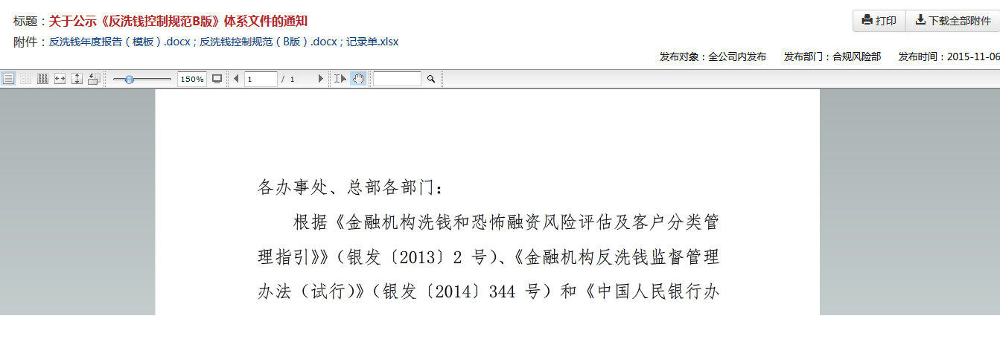 标题：关于公示《反洗钱控制规范B版》体系文件的通知
打印 下载全部附件
附件：反洗钱年度报告（模板）.docx；反洗钱控制规范（B版）.docx；记录单.xlsx
发布对象：全公司内发布 发布部门：合规风险部 发布时间：2015-11-06
150% 1 / 1
各办事处、总部各部门：
根据《金融机构洗钱和恐怖融资风险评估及客户分类管
理指引》》（银发〔2013〕2 号）、《金融机构反洗钱监督管理
办法（试行）》（银发〔2014〕344 号）和《中国人民银行办